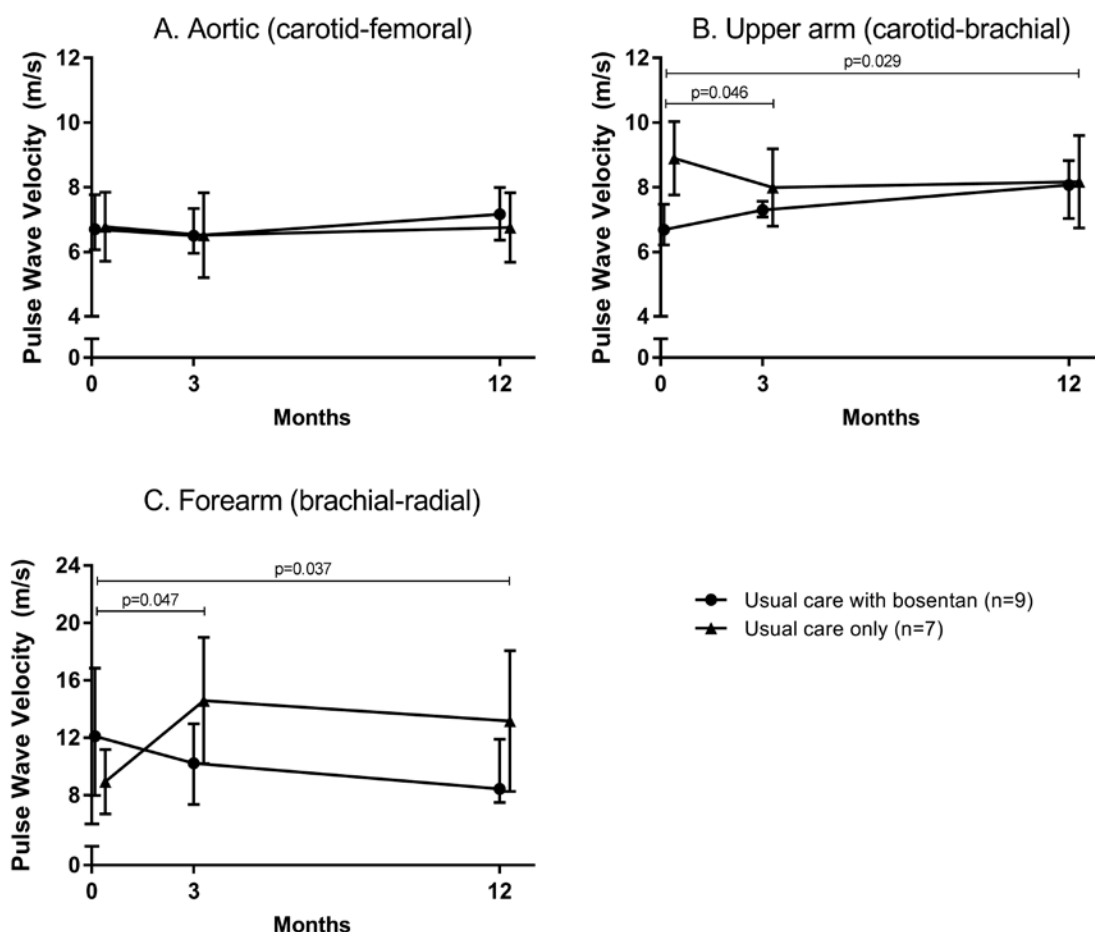 A. Aortic (carotid-femoral)
Pulse Wave Velocity (m/s)
12
10
8
6
4
0
0 3 12
Months
B. Upper arm (carotid-brachial)
Pulse Wave Velocity (m/s)
12
10
8
6
4
0
p=0.029
p=0.046
0 3 12
Months
C. Forearm (brachial-radial)
Pulse Wave Velocity (m/s)
24
20
16
12
8
0
p=0.037
p=0.047
0 3 12
Months
Usual care with bosentan (n=9)
Usual care only (n=7)